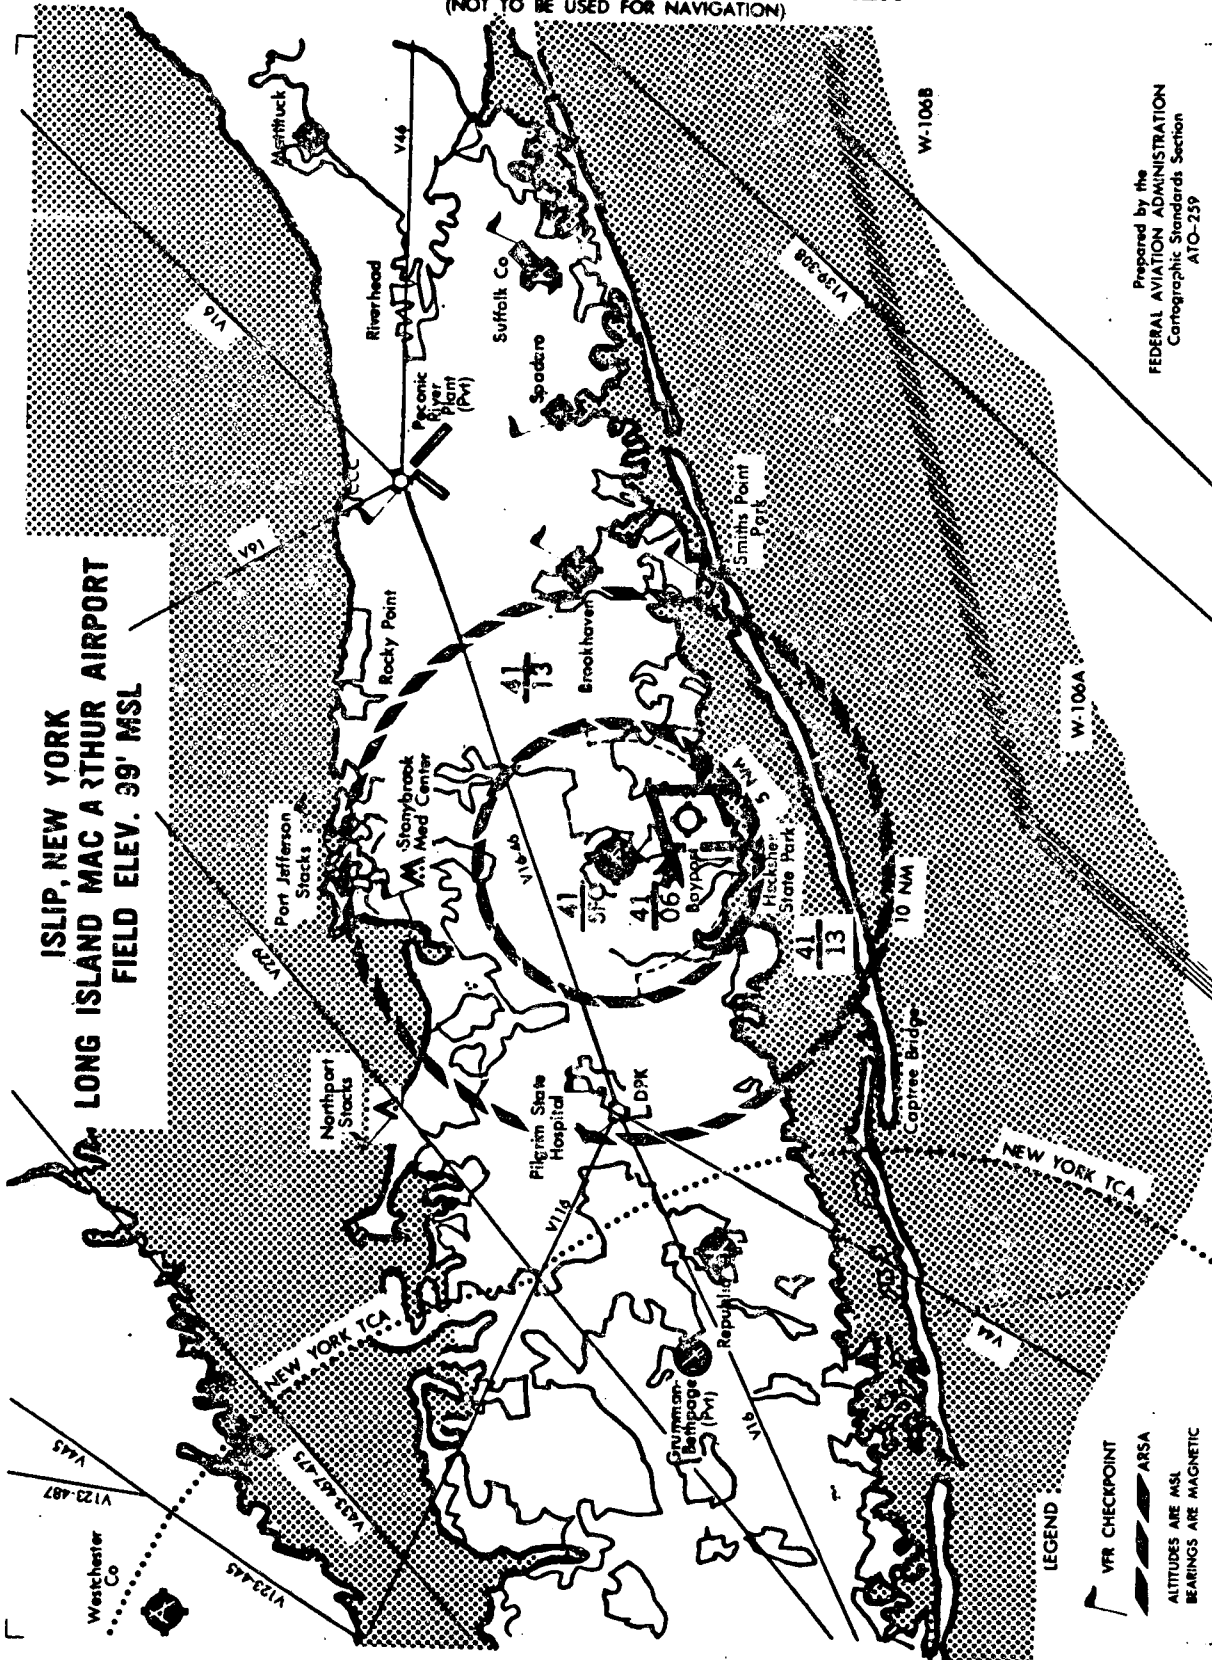 (NOT TO BE USED FOR NAVIGATION)
ISLIP, NEW YORK
LONG ISLAND MAC ARTHUR AIRPORT
FIELD ELEV. 99' MSL
Mattituck
V46
V16
Riverhead
Suffolk Co
Peconic
River
Plant
(Pvt)
Spadaro
CCC
V91
Rocky Point
Smiths Point
Park
Brookhaven
41
13
Port Jefferson
Stacks
Stonybrook
Med Center
V16-46
41
SFC
41
06
Bayport
Hecksher
State Park
5 NM
41
13
10 NM
V229
Northport
Stacks
Pilgrim State
Hospital
DPK
Captree Bridge
NEW YORK TCA
V116
V139-308
W-106B
W-106A
Prepared by the
FEDERAL AVIATION ADMINISTRATION
Cartographic Standards Section
ATO-259
NEW YORK TCA
Republic
Grumman-
Bethpage
(Pvt)
V16
V44
V445
V123-487
V433-467-475
V123-445
Westchester
Co
LEGEND
VFR CHECKPOINT
ARSA
ALTITUDES ARE MSL
BEARINGS ARE MAGNETIC